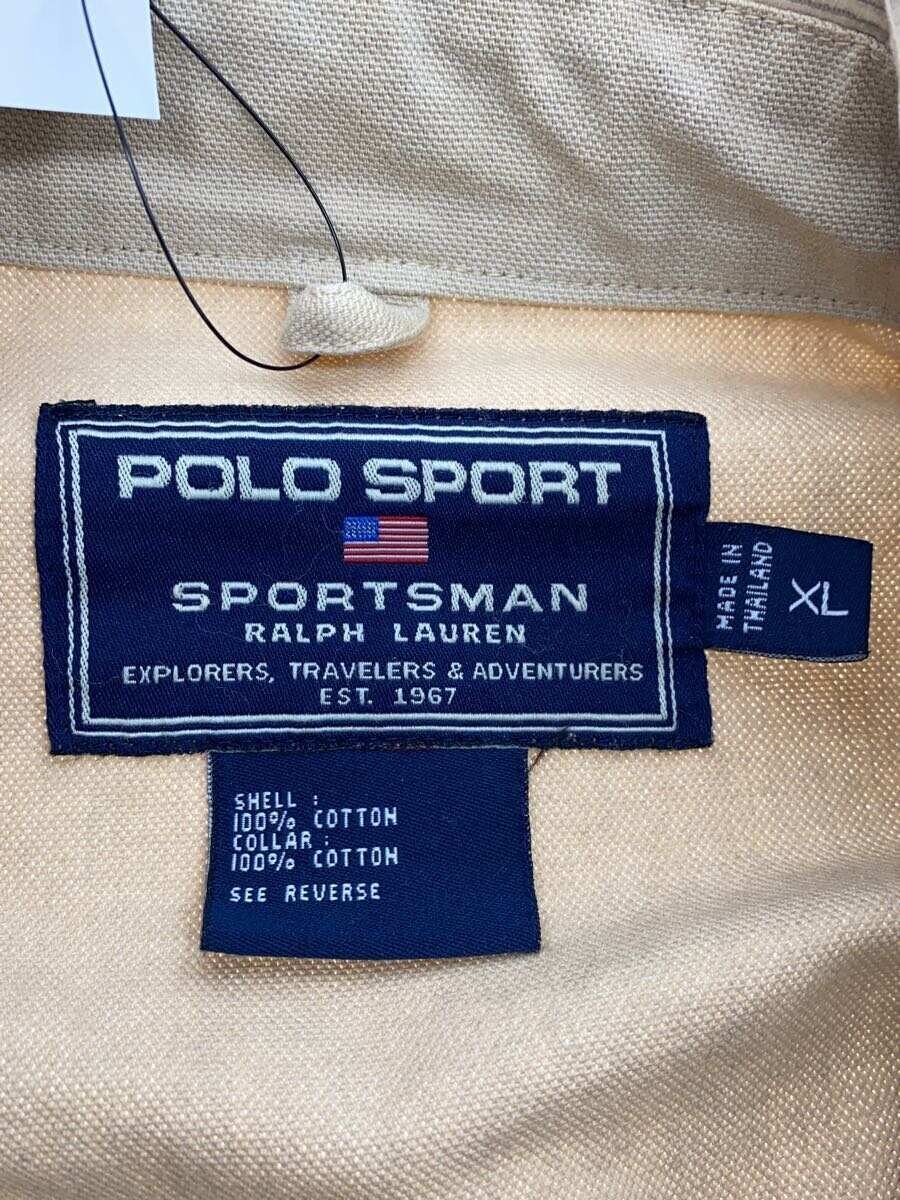 POLO SPORT
SPORTSMAN
RALPH LAUREN
EXPLORERS, TRAVELERS & ADVENTURERS
EST. 1967
MADE IN
THAILAND
XL
SHELL :
100% COTTON
COLLAR :
100% COTTON
SEE REVERSE